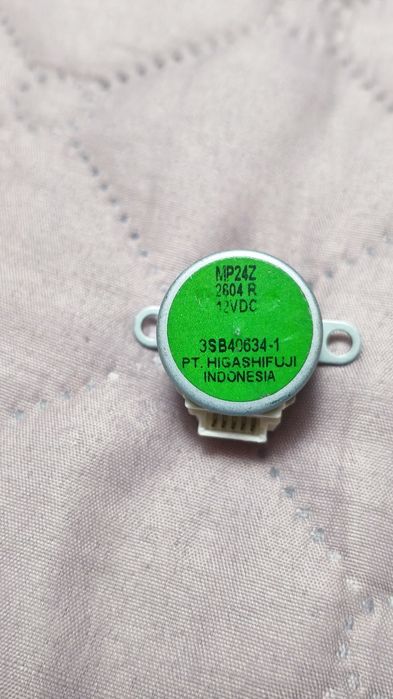 MP24Z
2604 R
12VDC
3SB40634-1
PT. HIGASHIFUJI
INDONESIA